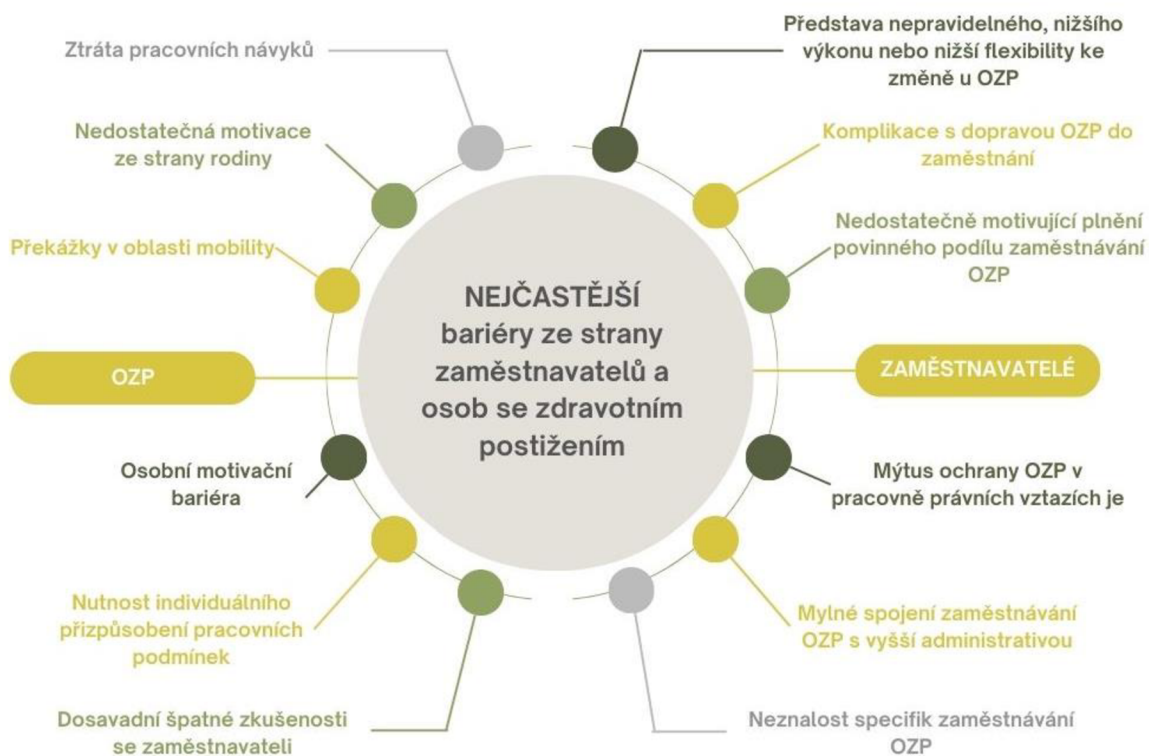 Ztráta pracovních návyků
Nedostatečná motivace
ze strany rodiny
Překážky v oblasti mobility
OZP
Osobní motivační
bariéra
Nutnost individuálního
přizpůsobení pracovních
podmínek
Dosavadní špatné zkušenosti
se zaměstnavateli
NEJČASTĚJŠÍ
bariéry ze strany
zaměstnavatelů a
osob se zdravotním
postižením
Představa nepravidelného, nižšího
výkonu nebo nižší flexibility ke
změně u OZP
Komplikace s dopravou OZP do
zaměstnání
Nedostatečně motivující plnění
povinného podílu zaměstnávání
OZP
ZAMĚSTNAVATELÉ
Mýtus ochrany OZP v
pracovně právních vztazích je
Mylné spojení zaměstnávání
OZP s vyšší administrativou
Neznalost specifik zaměstnávání
OZP